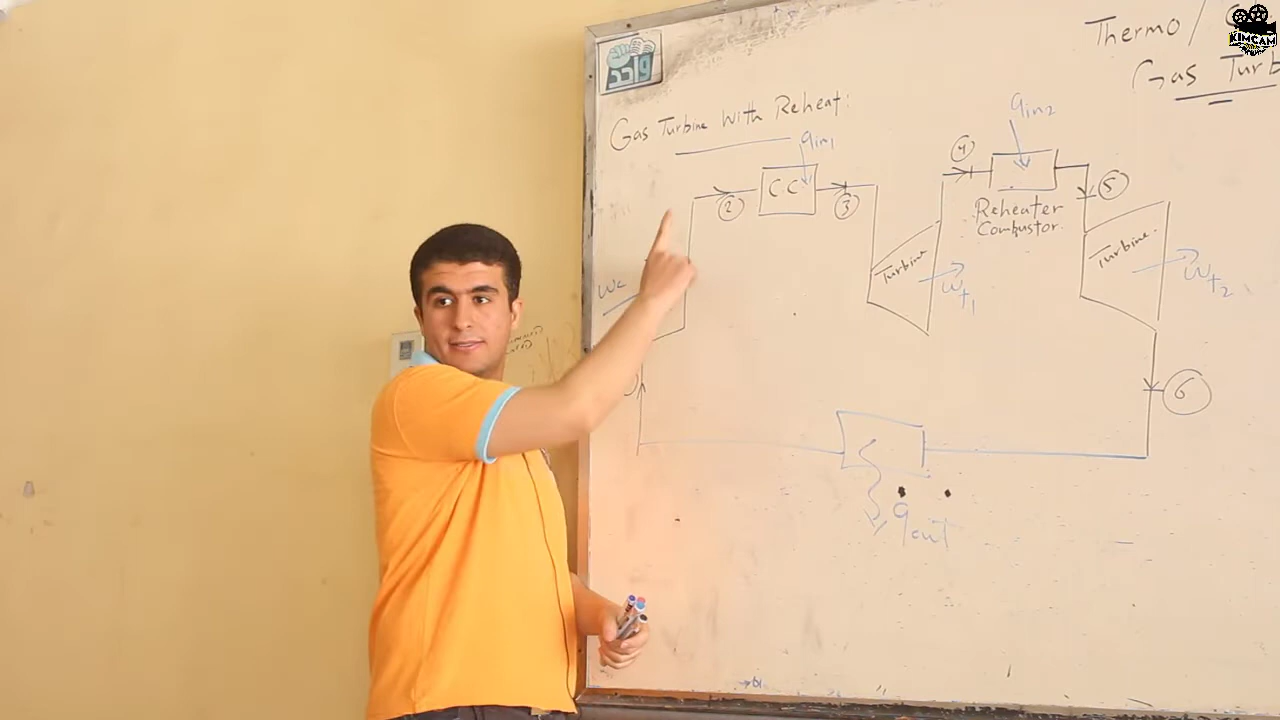 Thermo /
KIMCAM
Gas Turb
واحد
Gas Turbine With Reheat:
qin1
qin2
2
C.C
3
4
5
Reheater
Combustor
Turbine
Turbine.
wc
wt1
wt2
6
qout